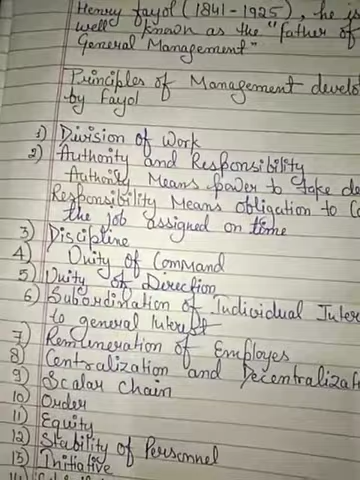 Henry fayol (1841-1925), he is
well known as the "father of
General Management"
Principles of Management develo
by Fayol
1) Division of Work
2) Authority and Responsibility
Authority Means power to take de
Responsibility Means obligation to Co
the job assigned on time
3) Discipline
4) Unity of Command
5) Unity of Direction
6) Subordination of Individual Inter
to general Interest
7) Remuneration of Employes
8) Centralization and Decentralizat
9) Scalar Chain
10) Order
11) Equity
12) Stability of Personnel
13) Initiative
14)